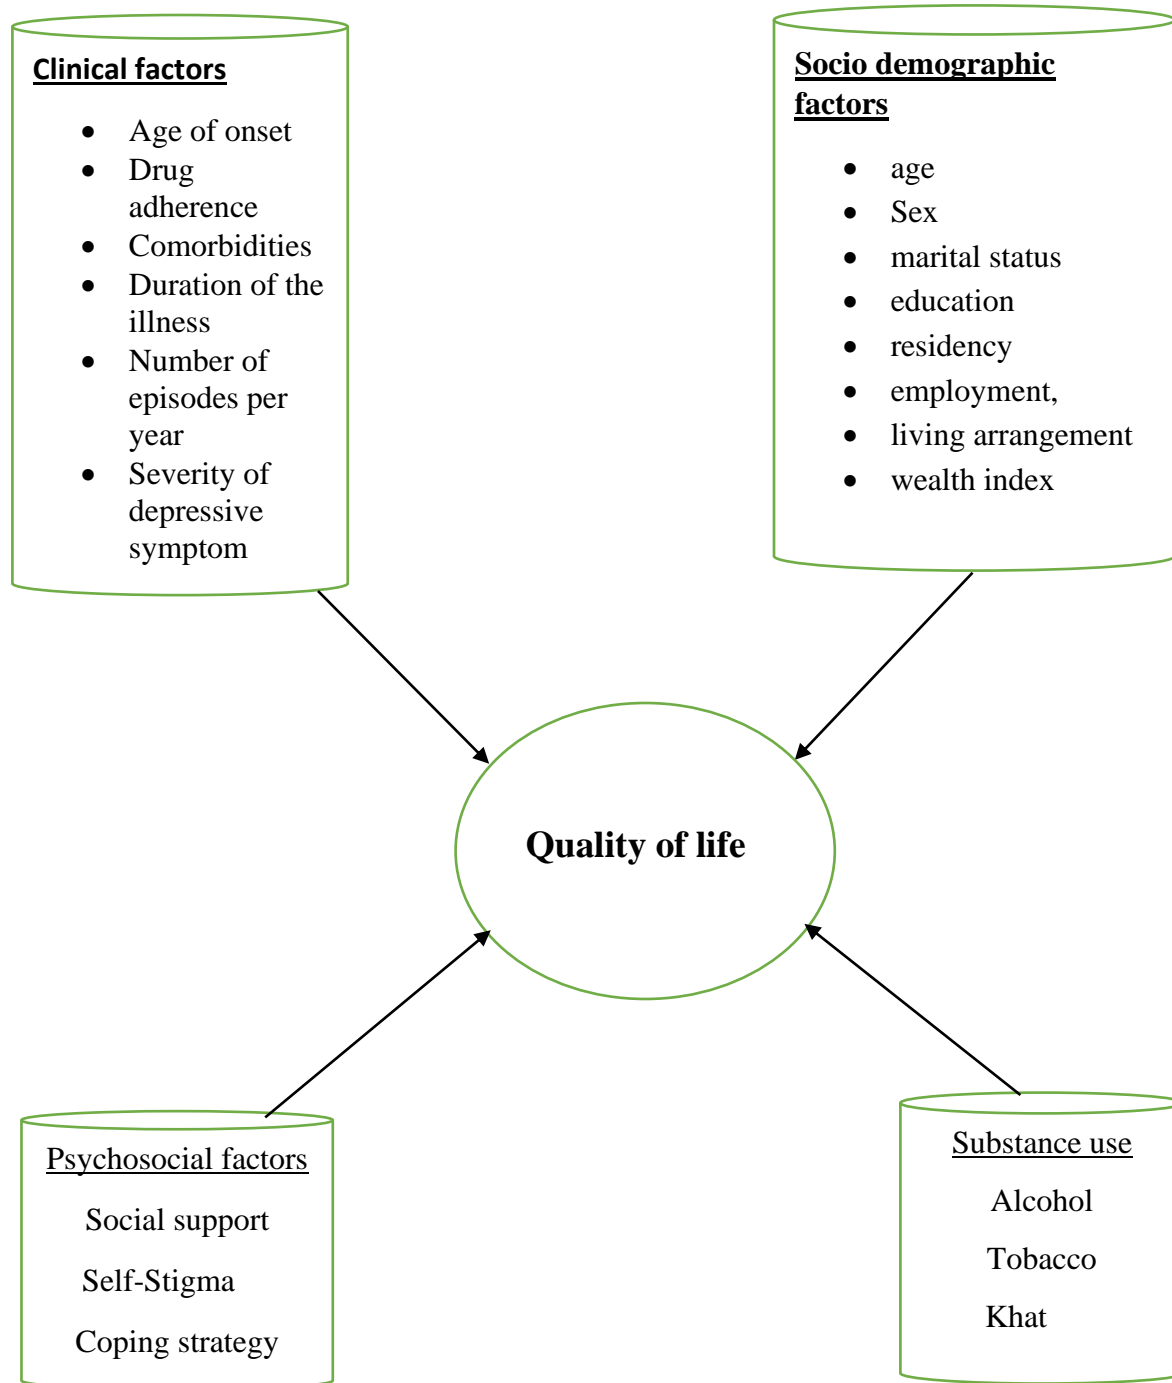 Clinical factors
• Age of onset
• Drug
adherence
• Comorbidities
• Duration of the
illness
• Number of
episodes per
year
• Severity of
depressive
symptom
Socio demographic
factors
• age
• Sex
• marital status
• education
• residency
• employment,
• living arrangement
• wealth index
Quality of life
Psychosocial factors
Social support
Self-Stigma
Coping strategy
Substance use
Alcohol
Tobacco
Khat